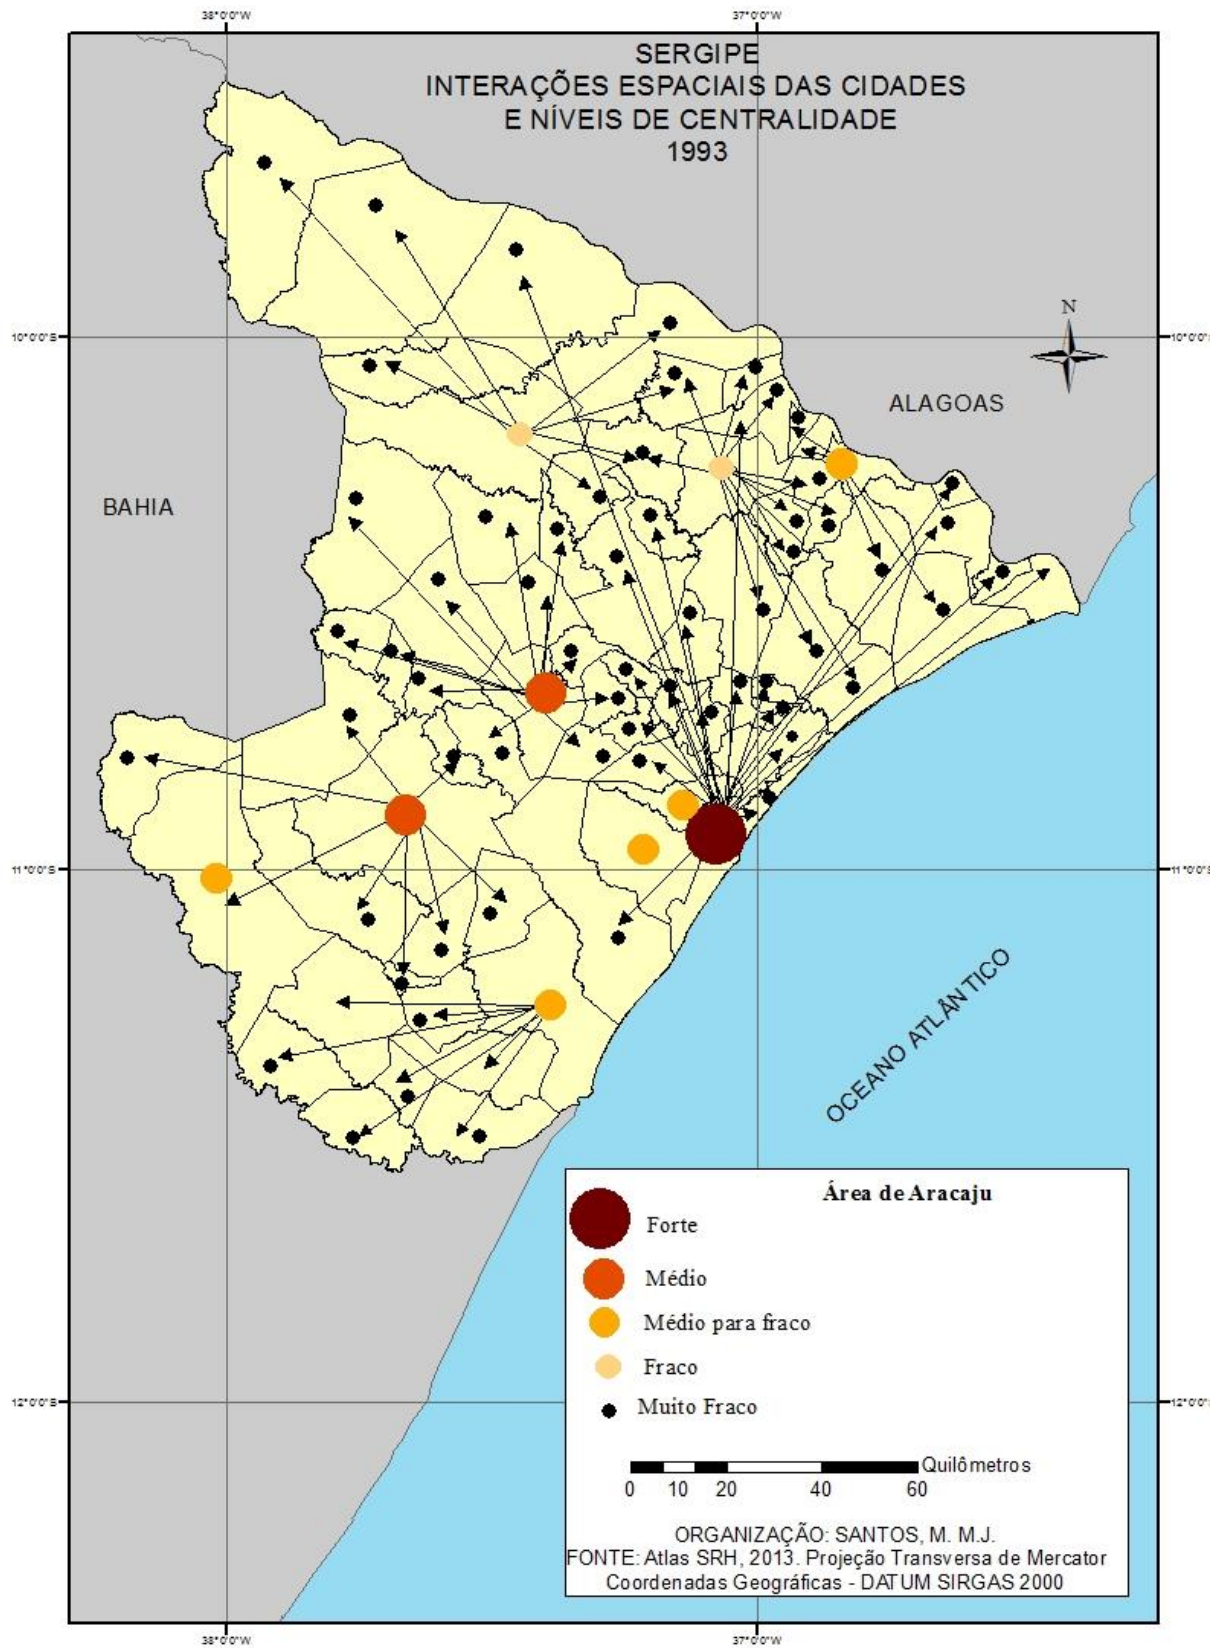 38°0'0"W
37°0'0"W
SERGIPE
INTERAÇÕES ESPACIAIS DAS CIDADES
E NÍVEIS DE CENTRALIDADE
1993
N
10°0'0"S
10°0'0"S
ALAGOAS
BAHIA
11°0'0"S
11°0'0"S
OCEANO ATLÂNTICO
Área de Aracaju
Forte
Médio
Médio para fraco
Fraco
Muito Fraco
12°0'0"S
12°0'0"S
Quilômetros
0 10 20 40 60
ORGANIZAÇÃO: SANTOS, M. M.J.
FONTE: Atlas SRH, 2013. Projeção Transversa de Mercator
Coordenadas Geográficas - DATUM SIRGAS 2000
38°0'0"W
37°0'0"W